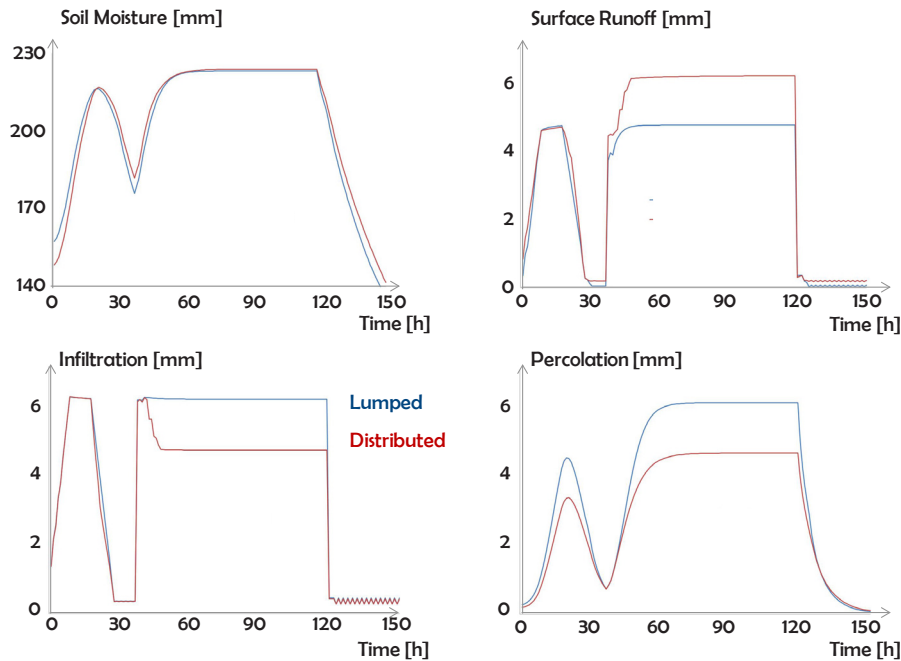 Soil Moisture [mm]
230
200
170
140
0 30 60 90 120 150
Time [h]
Surface Runoff [mm]
6
4
2
0
0 30 60 90 120 150
Time [h]
Infiltration [mm]
6
4
2
0
0 30 60 90 120 150
Time [h]
Lumped
Distributed
Percolation [mm]
6
4
2
0
0 30 60 90 120 150
Time [h]